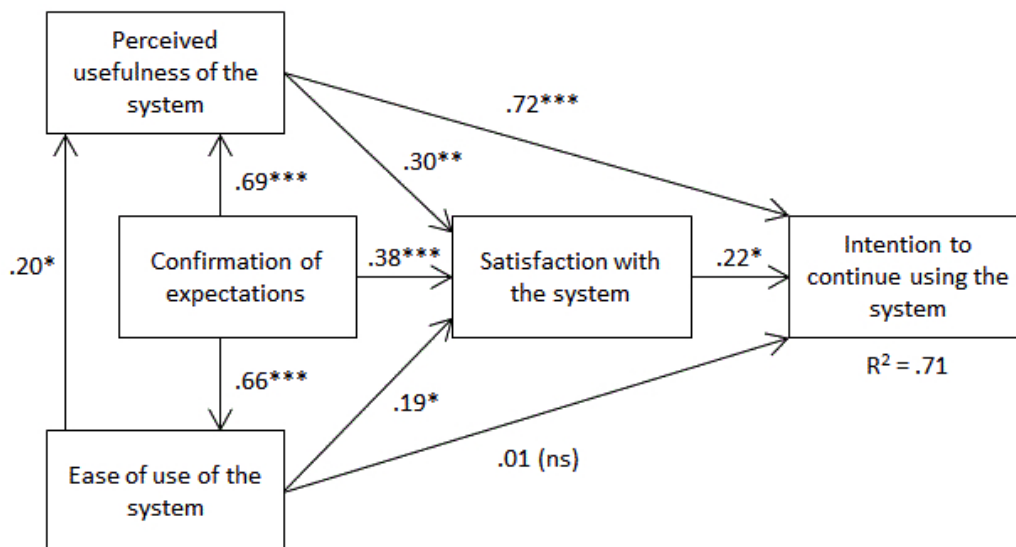 Perceived
usefulness of the
system
.72***
.30**
.69***
.20*
Confirmation of
expectations
.38***
Satisfaction with
the system
.22*
Intention to
continue using the
system
R² = .71
.66***
.19*
.01 (ns)
Ease of use of the
system